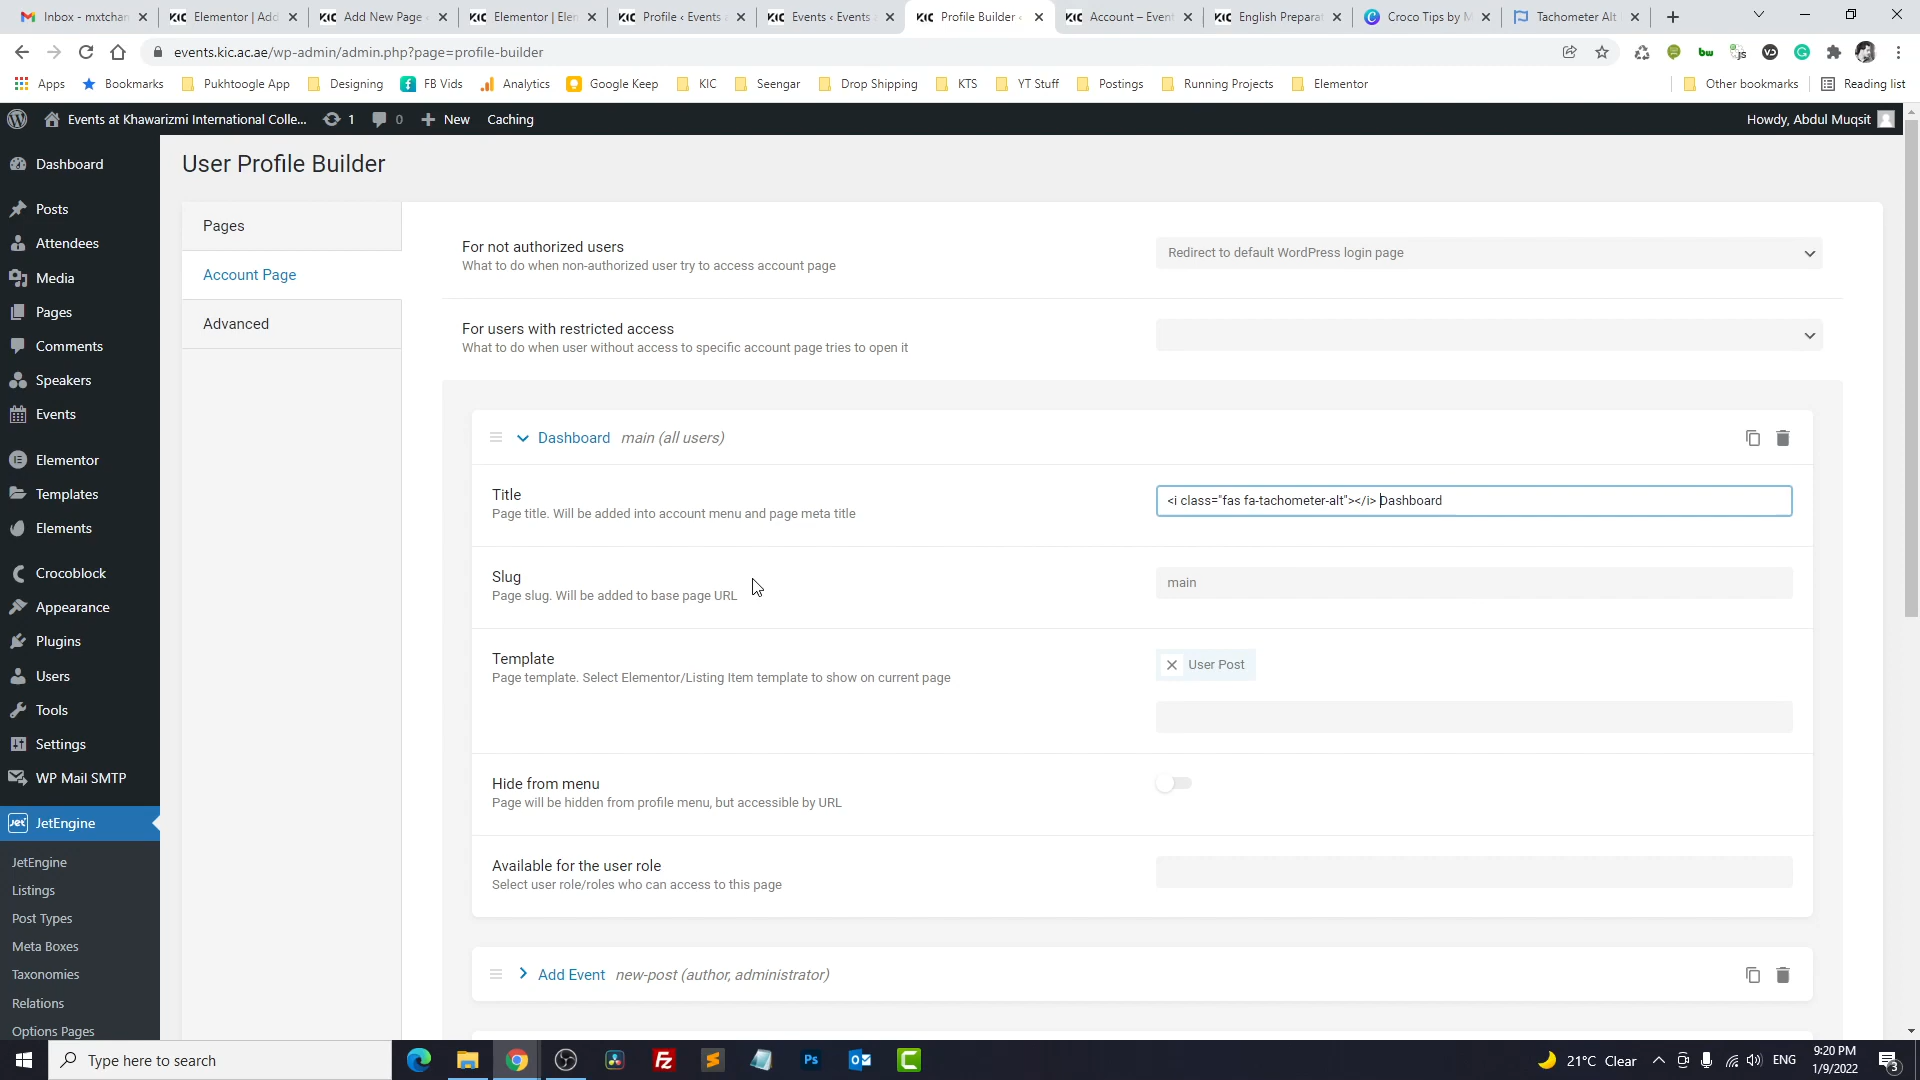 Inbox - mxtchan
Elementor | Add
Add New Page ‹
Elementor | Elem
Profile ‹ Events a
Events ‹ Events a
Profile Builder ‹
Account – Event
English Preparat
Croco Tips by M
Tachometer Alt
events.kic.ac.ae/wp-admin/admin.php?page=profile-builder
Apps
Bookmarks
Pukhtoogle App
Designing
FB Vids
Analytics
Google Keep
KIC
Seengar
Drop Shipping
KTS
YT Stuff
Postings
Running Projects
Elementor
Other bookmarks
Reading list
Events at Khawarizmi International Colle... 1 0 New Caching
Howdy, Abdul Muqsit
Dashboard
Posts
Attendees
Media
Pages
Comments
Speakers
Events
Elementor
Templates
Elements
Crocoblock
Appearance
Plugins
Users
Tools
Settings
WP Mail SMTP
JetEngine
JetEngine
Listings
Post Types
Meta Boxes
Taxonomies
Relations
Options Pages
User Profile Builder
Pages
Account Page
Advanced
For not authorized users
What to do when non-authorized user try to access account page
Redirect to default WordPress login page
For users with restricted access
What to do when user without access to specific account page tries to open it
Dashboard main (all users)
Title
Page title. Will be added into account menu and page meta title
<i class="fas fa-tachometer-alt"></i> Dashboard
Slug
Page slug. Will be added to base page URL
main
Template
Page template. Select Elementor/Listing Item template to show on current page
User Post
Hide from menu
Page will be hidden from profile menu, but accessible by URL
Available for the user role
Select user role/roles who can access to this page
Add Event new-post (author, administrator)
Type here to search
21°C Clear
ENG
9:20 PM
1/9/2022
3